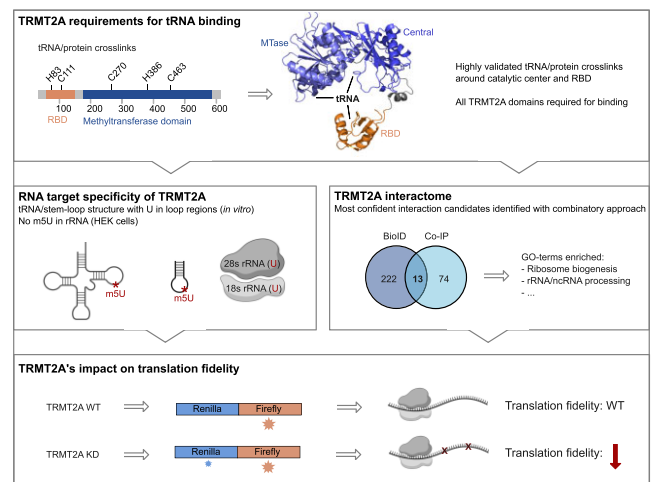 TRMT2A requirements for tRNA binding
tRNA/protein crosslinks
H83
C111
C270
H386
C463
100 200 300 400 500 600
RBD
Methyltransferase domain
MTase
Central
tRNA
RBD
Highly validated tRNA/protein crosslinks
around catalytic center and RBD
All TRMT2A domains required for binding
RNA target specificity of TRMT2A
tRNA/stem-loop structure with U in loop regions (in vitro)
No m5U in rRNA (HEK cells)
m5U
m5U
28s rRNA (U)
18s rRNA (U)
TRMT2A interactome
Most confident interaction candidates identified with combinatory approach
BioID
Co-IP
222
13
74
GO-terms enriched:
- Ribosome biogenesis
- rRNA/ncRNA processing
- ...
TRMT2A's impact on translation fidelity
TRMT2A WT
Renilla
Firefly
Translation fidelity: WT
TRMT2A KD
Renilla
Firefly
X
X
Translation fidelity: